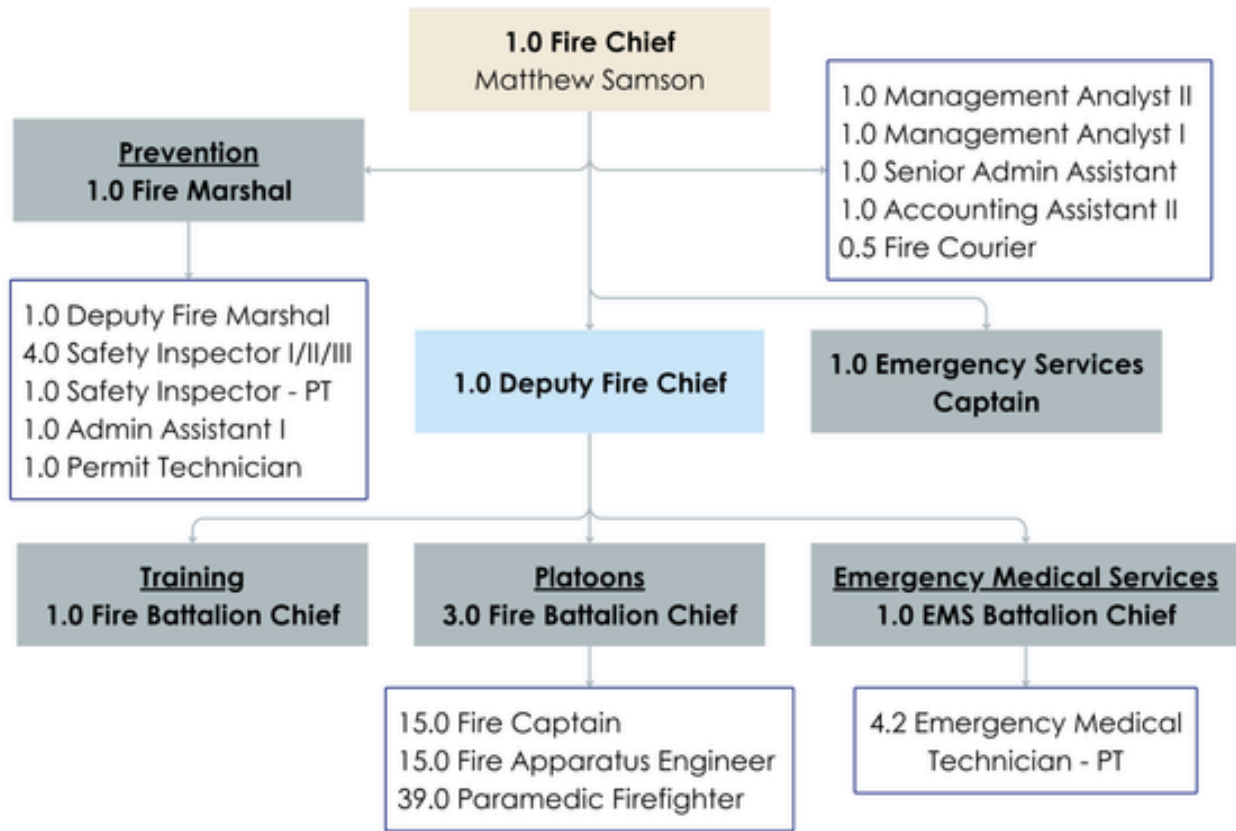 1.0 Fire Chief
Matthew Samson
1.0 Management Analyst II
1.0 Management Analyst I
1.0 Senior Admin Assistant
1.0 Accounting Assistant II
0.5 Fire Courier
Prevention
1.0 Fire Marshal
1.0 Deputy Fire Marshal
4.0 Safety Inspector I/II/III
1.0 Safety Inspector - PT
1.0 Admin Assistant I
1.0 Permit Technician
1.0 Deputy Fire Chief
1.0 Emergency Services
Captain
Training
1.0 Fire Battalion Chief
Platoons
3.0 Fire Battalion Chief
Emergency Medical Services
1.0 EMS Battalion Chief
15.0 Fire Captain
15.0 Fire Apparatus Engineer
39.0 Paramedic Firefighter
4.2 Emergency Medical
Technician - PT